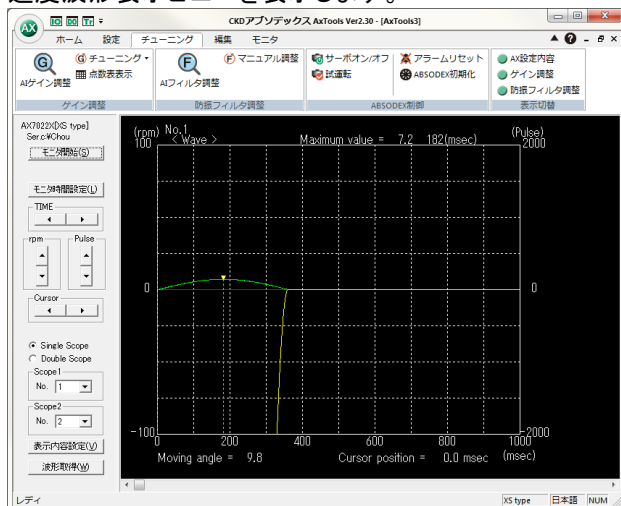 速度波形表示モニターを表示します。
AX IO DO Tr CKDアブソデックス AxTools Ver2.30 - [AxTools3]
ホーム 設定 チューニング 編集 モニタ
G AIゲイン調整
G チューニング
点数表表示
F AIフィルタ調整
F マニュアル調整
サーボオン/オフ
試運転
アラームリセット
ABSODEX初期化
AX設定内容
ゲイン調整
防振フィルタ調整
ゲイン調整 防振フィルタ調整 ABSODEX制御 表示切替
AX7022X[XS type]
Ser.c:¥Chou
モニタ開始(S)
モニタ時間設定(L)
TIME
rpm Pulse
Cursor
Single Scope
Double Scope
Scope1
No. 1
Scope2
No. 2
表示内容設定(V)
波形取得(W)
(rpm) No.1 (Pulse)
100 < Wave > Maximum value = 7.2 182(msec) 2000
0 0
-100 -2000
0 200 400 600 800 1000
Moving angle = 9.8 Cursor position = 0.0 msec (msec)
レディ XS type 日本語 NUM